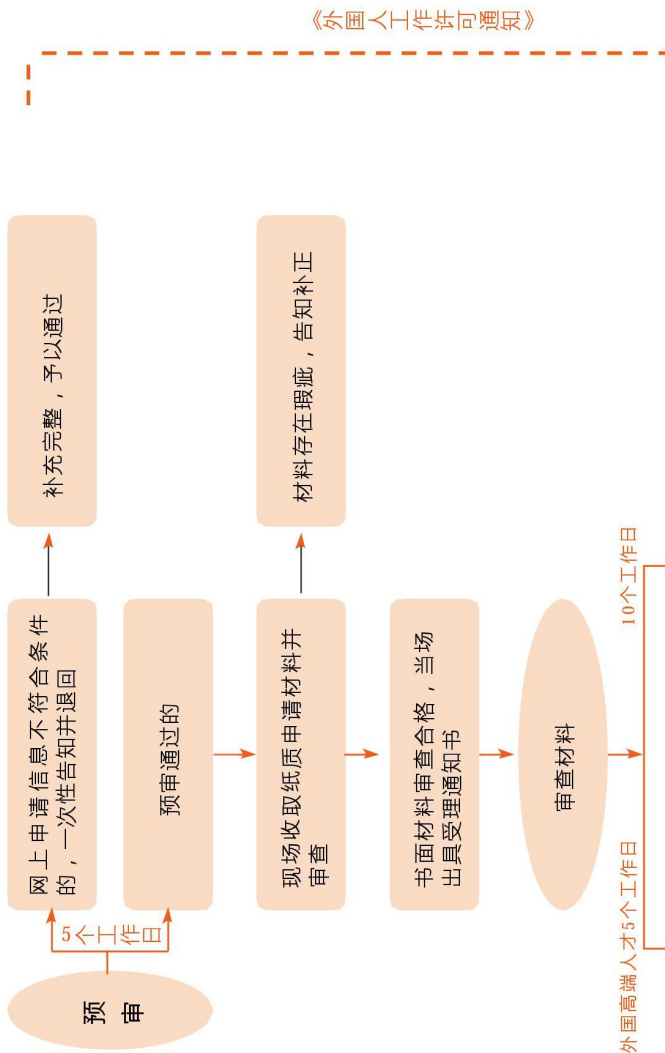 预
审
5个工作日
网上申请信息不符合条件
的，一次性告知并退回
补充完整，予以通过
预审通过的
现场收取纸质申请材料并
审查
材料存在瑕疵，告知补正
书面材料审查合格，当场
出具受理通知书
审查材料
外国高端人才5个工作日
10个工作日
《外国人工作许可通知》